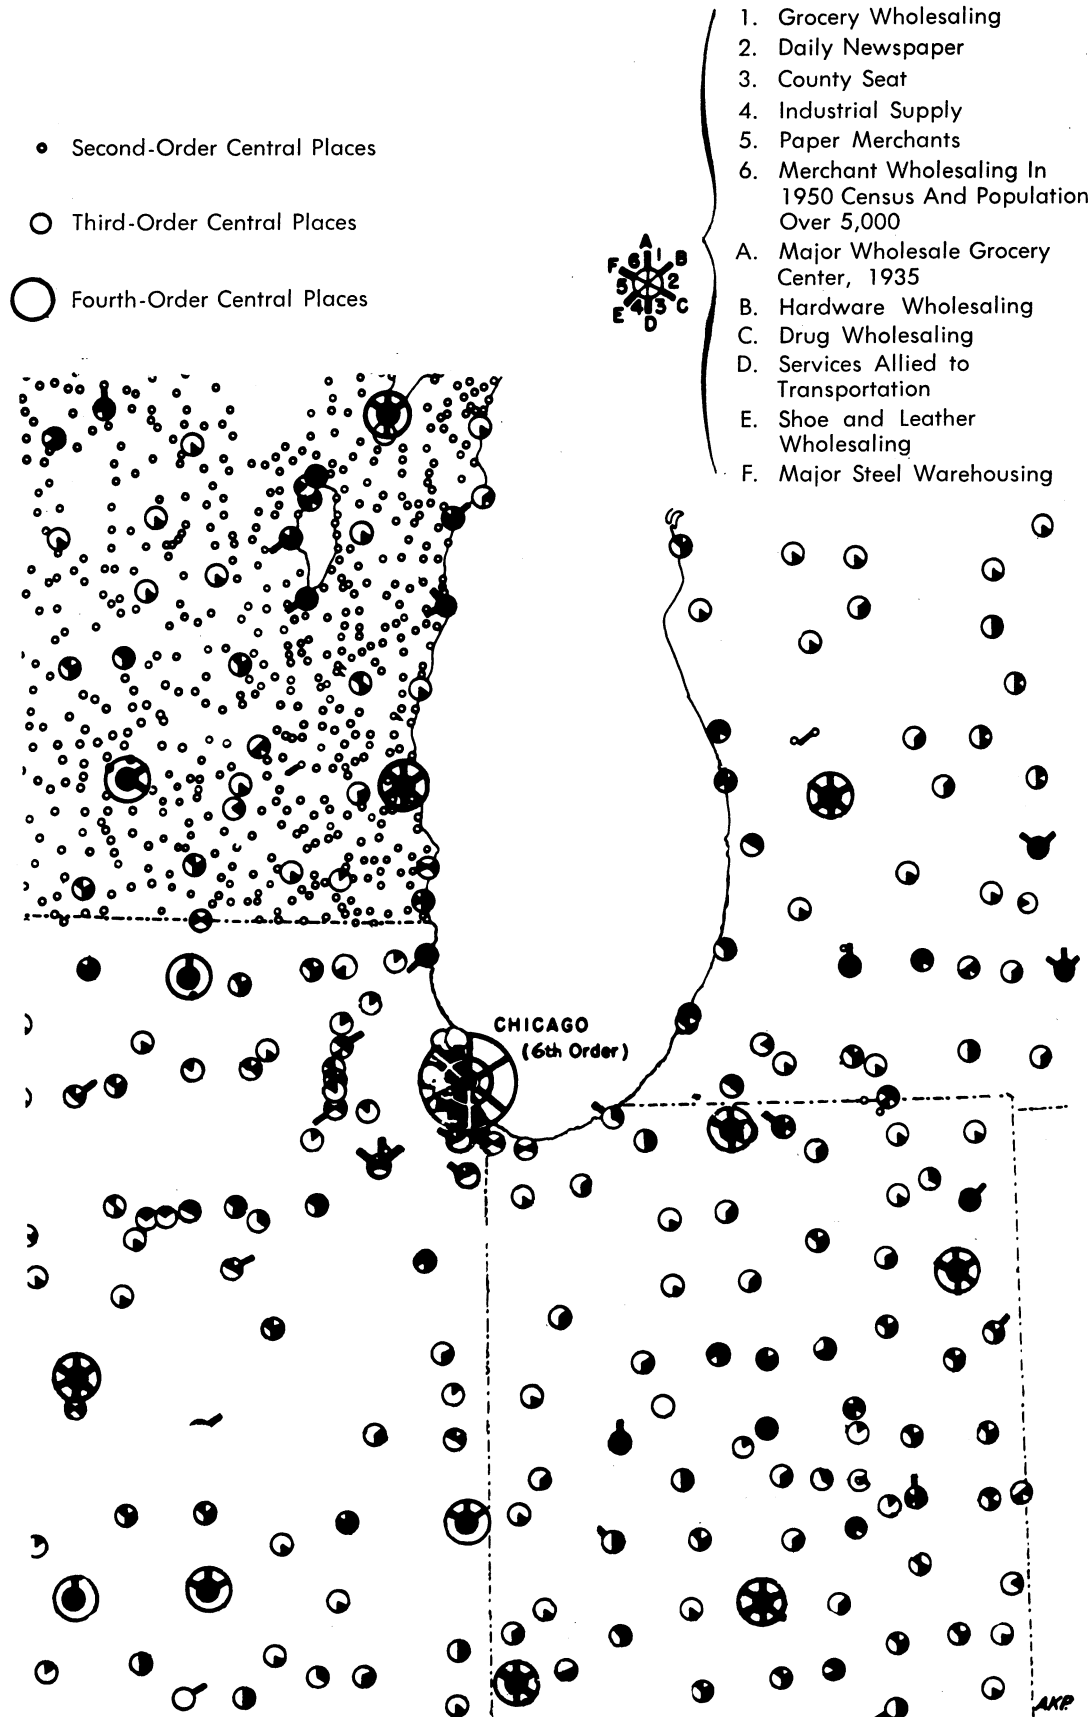 1. Grocery Wholesaling
2. Daily Newspaper
3. County Seat
4. Industrial Supply
5. Paper Merchants
6. Merchant Wholesaling In
1950 Census And Population
Over 5,000
A. Major Wholesale Grocery
Center, 1935
B. Hardware Wholesaling
C. Drug Wholesaling
D. Services Allied to
Transportation
E. Shoe and Leather
Wholesaling
F. Major Steel Warehousing
Second-Order Central Places
Third-Order Central Places
Fourth-Order Central Places
A
F 6 1 B
5 2
E 4 3 C
D
CHICAGO
(6th Order)
AKP.